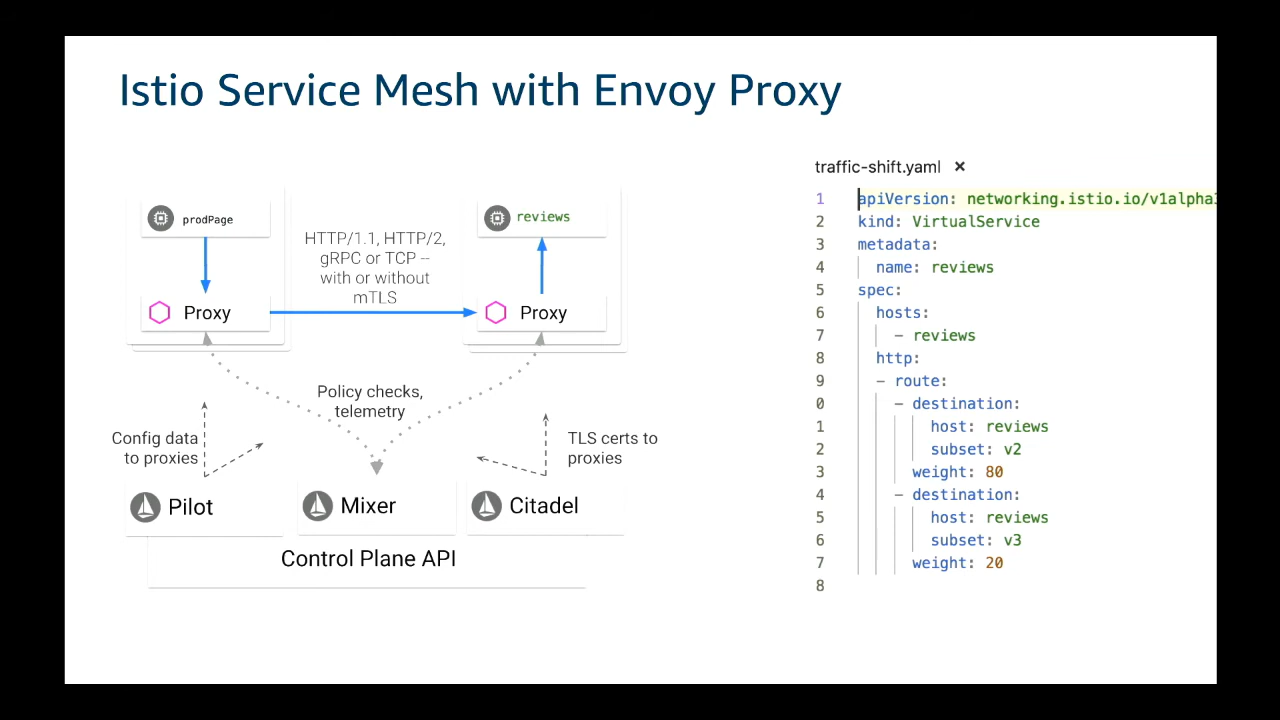 Istio Service Mesh with Envoy Proxy
prodPage
Proxy
HTTP/1.1, HTTP/2,
gRPC or TCP --
with or without
mTLS
reviews
Proxy
Policy checks,
telemetry
Config data
to proxies
TLS certs to
proxies
Pilot
Mixer
Citadel
Control Plane API
traffic-shift.yaml ×
1 apiVersion: networking.istio.io/v1alpha
2 kind: VirtualService
3 metadata:
4 name: reviews
5 spec:
6 hosts:
7 - reviews
8 http:
9 - route:
0 - destination:
1 host: reviews
2 subset: v2
3 weight: 80
4 - destination:
5 host: reviews
6 subset: v3
7 weight: 20
8